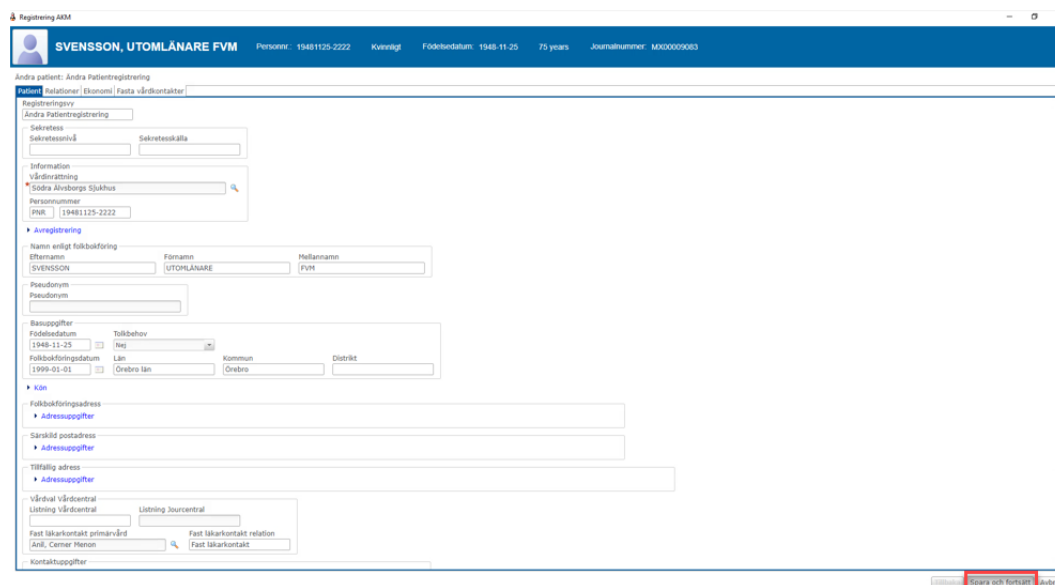 Registrering AKM
SVENSSON, UTOMLÄNARE FVM Personnr.: 19481125-2222 Kvinnligt Födelsedatum: 1948-11-25 75 years Journalnummer: MX00009083
Ändra patient: Ändra Patientregistrering
Patient Relationer Ekonomi Fasta vårdkontakter
Registreringsvy
Ändra Patientregistrering
Sekretess
Sekretessnivå Sekretesskälla
Information
Vårdinrättning
* Södra Älvsborgs Sjukhus
Personnummer
PNR 19481125-2222
Avregistrering
Namn enligt folkbokföring
Efternamn Förnamn Mellannamn
SVENSSON UTOMLÄNARE FVM
Pseudonym
Pseudonym
Basuppgifter
Födelsedatum Tolkbehov
1948-11-25 Nej
Folkbokföringsdatum Län Kommun Distrikt
1999-01-01 Örebro län Örebro
Kön
Folkbokföringsadress
Adressuppgifter
Särskild postadress
Adressuppgifter
Tillfällig adress
Adressuppgifter
Vårdval Vårdcentral
Listning Vårdcentral Listning Jourcentral
Fast läkarkontakt primärvård Fast läkarkontakt relation
Anil, Cerner Menon Fast läkarkontakt
Kontaktuppgifter
Spara och fortsätt